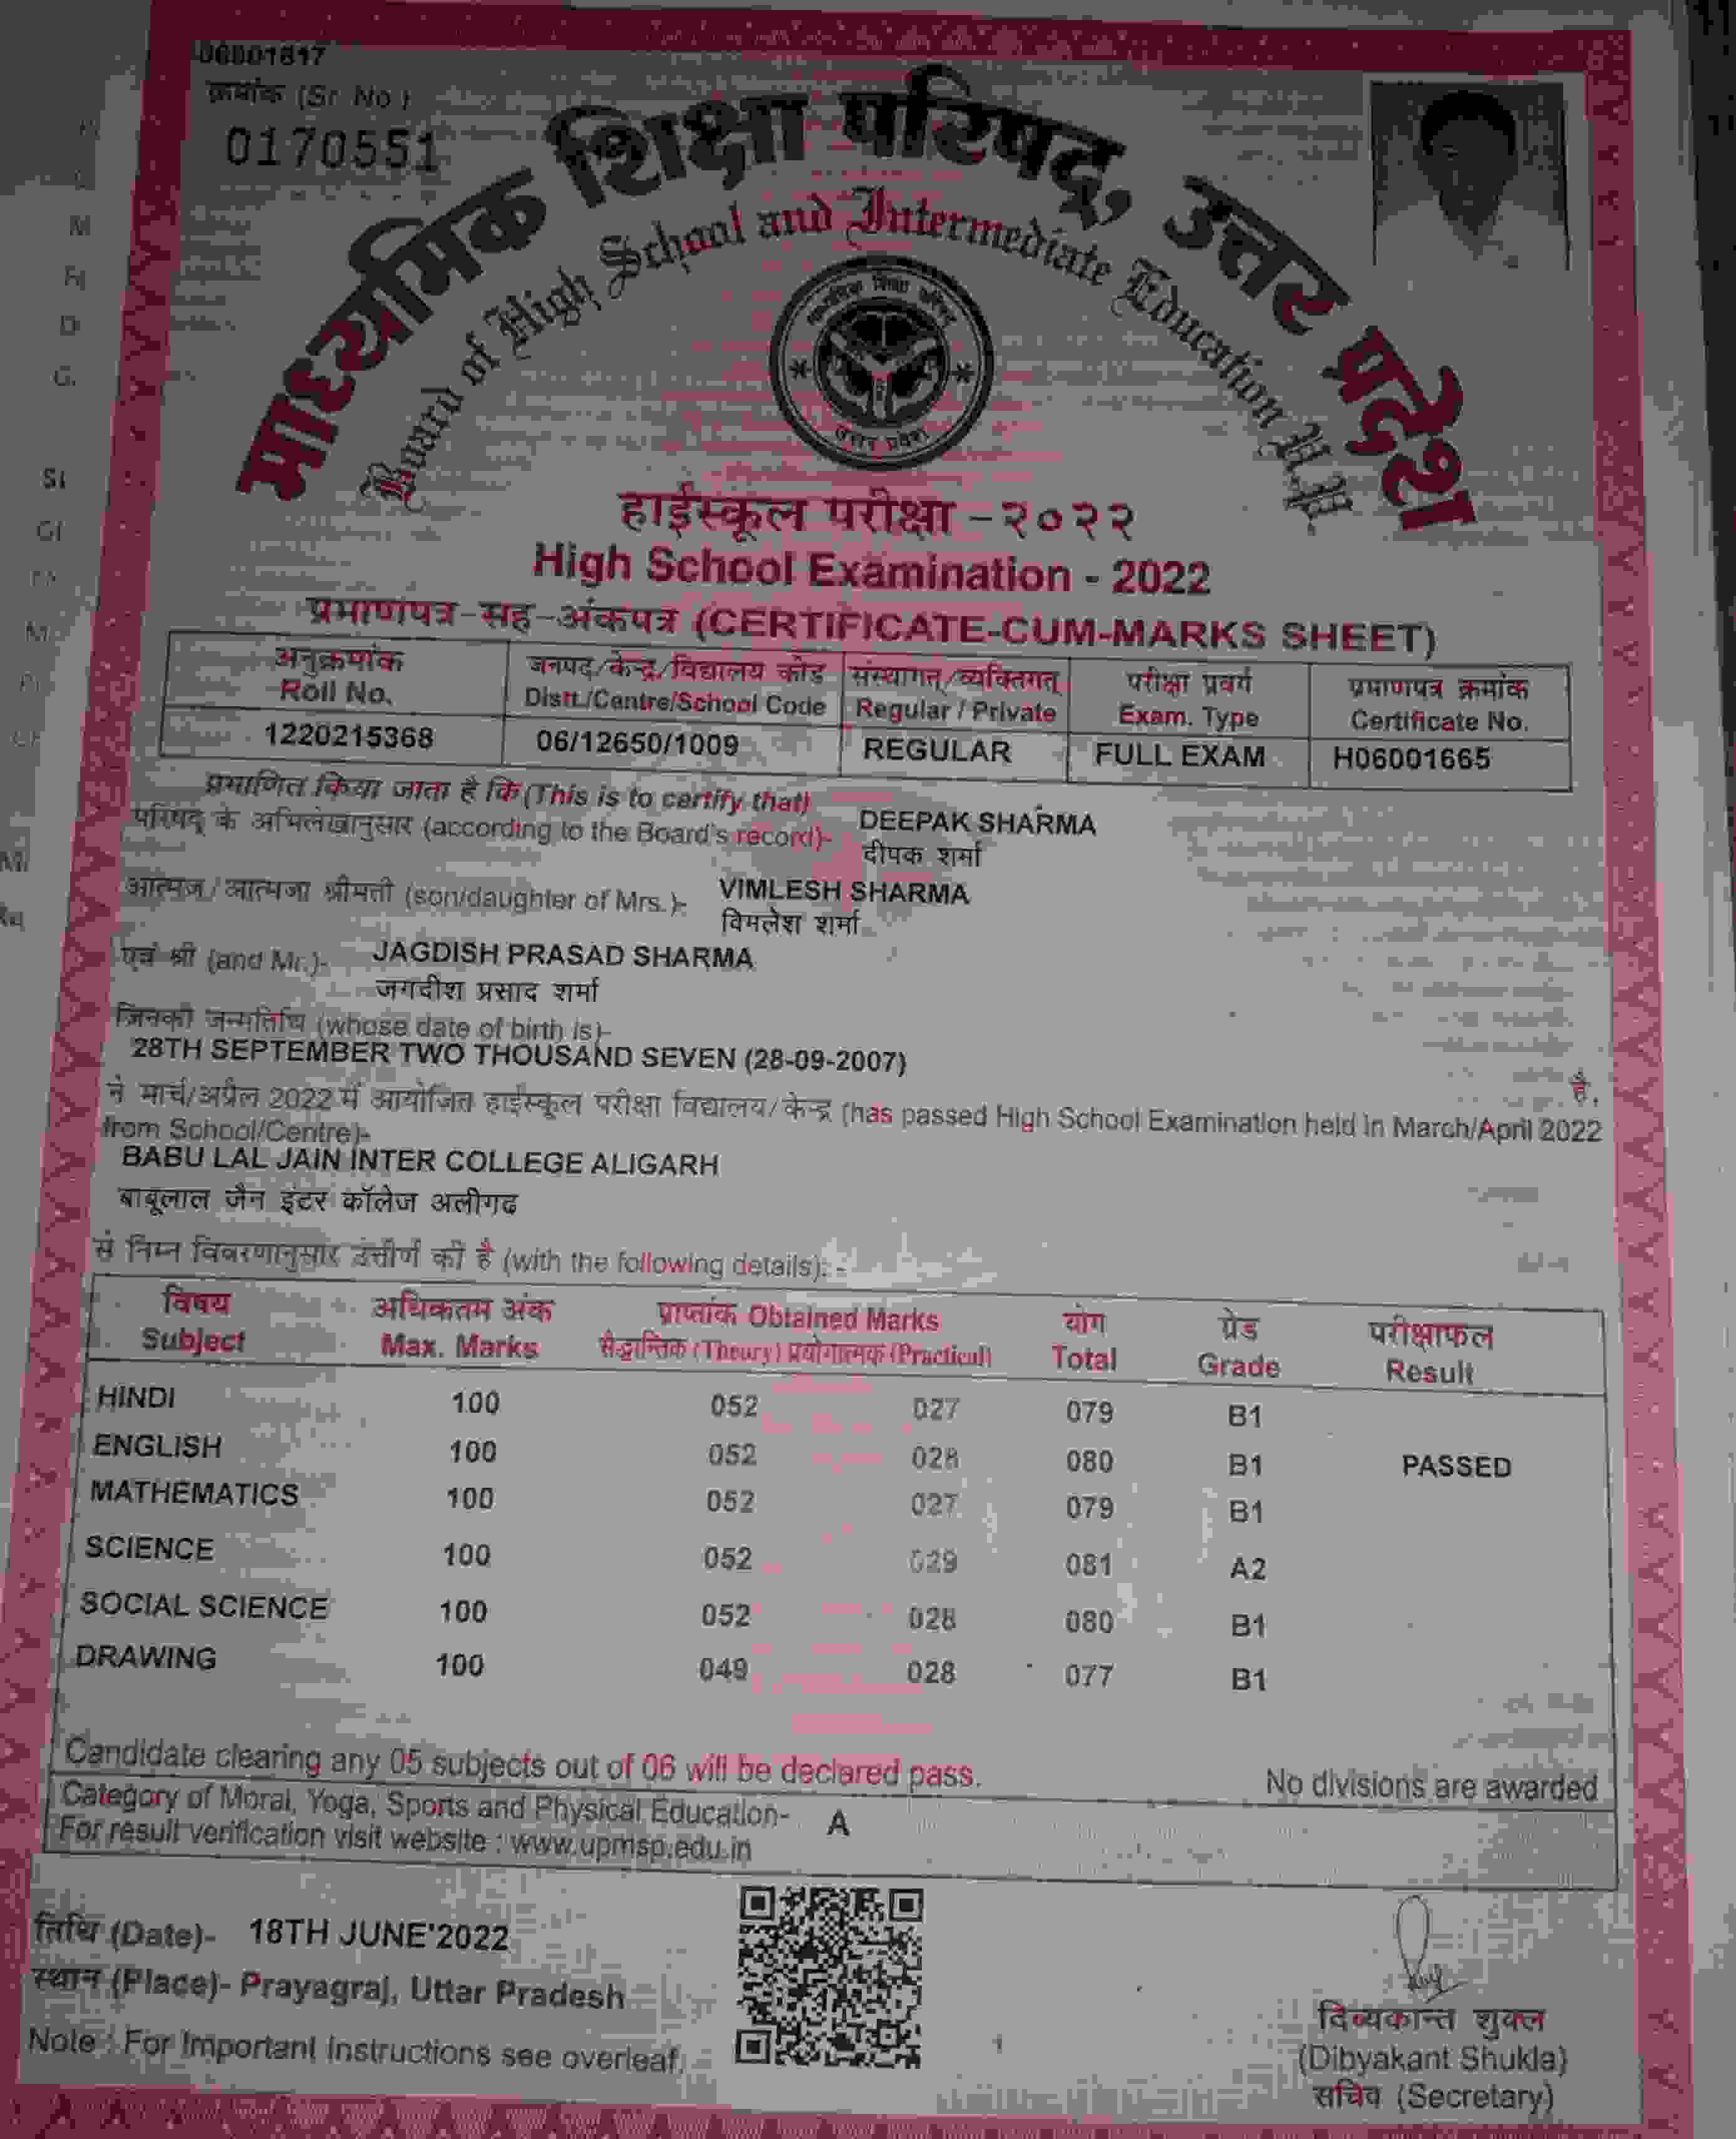 06001817
क्रमांक (Sr. No.)
0170551
माध्यमिक शिक्षा परिषद्, उत्तर प्रदेश
Board of High School and Intermediate Education U.P.
माध्यमिक शिक्षा परिषद
उत्तर प्रदेश
हाईस्कूल परीक्षा-२०२२
High School Examination - 2022
प्रमाणपत्र-सह-अंकपत्र (CERTIFICATE-CUM-MARKS SHEET)
अनुक्रमांक जनपद/केन्द्र/विद्यालय कोड संस्थागत्/व्यक्तिगत् परीक्षा प्रवर्ग प्रमाणपत्र क्रमांक
Roll No. Distt./Centre/School Code Regular / Private Exam. Type Certificate No.
1220215368 06/12650/1009 REGULAR FULL EXAM H06001665
प्रमाणित किया जाता है कि (This is to certify that)
परिषद् के अभिलेखानुसार (according to the Board's record)- DEEPAK SHARMA
दीपक शर्मा
आत्मज/आत्मजा श्रीमती (son/daughter of Mrs.)- VIMLESH SHARMA
विमलेश शर्मा
एवं श्री (and Mr.)- JAGDISH PRASAD SHARMA
जगदीश प्रसाद शर्मा
जिनकी जन्मतिथि (whose date of birth is)-
28TH SEPTEMBER TWO THOUSAND SEVEN (28-09-2007) है,
ने मार्च/अप्रैल 2022 में आयोजित हाईस्कूल परीक्षा विद्यालय/केन्द्र (has passed High School Examination held in March/April 2022
from School/Centre)-
BABU LAL JAIN INTER COLLEGE ALIGARH
बाबूलाल जैन इंटर कॉलेज अलीगढ
से निम्न विवरणानुसार उत्तीर्ण की है (with the following details): -
विषय अधिकतम अंक प्राप्तांक Obtained Marks योग ग्रेड परीक्षाफल
Subject Max. Marks सैद्धान्तिक (Theory) प्रयोगात्मक (Practical) Total Grade Result
HINDI 100 052 027 079 B1
ENGLISH 100 052 028 080 B1 PASSED
MATHEMATICS 100 052 027 079 B1
SCIENCE 100 052 029 081 A2
SOCIAL SCIENCE 100 052 028 080 B1
DRAWING 100 049 028 077 B1
Candidate clearing any 05 subjects out of 06 will be declared pass. No divisions are awarded
Category of Moral, Yoga, Sports and Physical Education- A
For result verification visit website : www.upmsp.edu.in
तिथि (Date)- 18TH JUNE'2022
स्थान (Place)- Prayagraj, Uttar Pradesh
Note : For Important Instructions see overleaf.
दिब्यकान्त शुक्ल
(Dibyakant Shukla)
सचिव (Secretary)